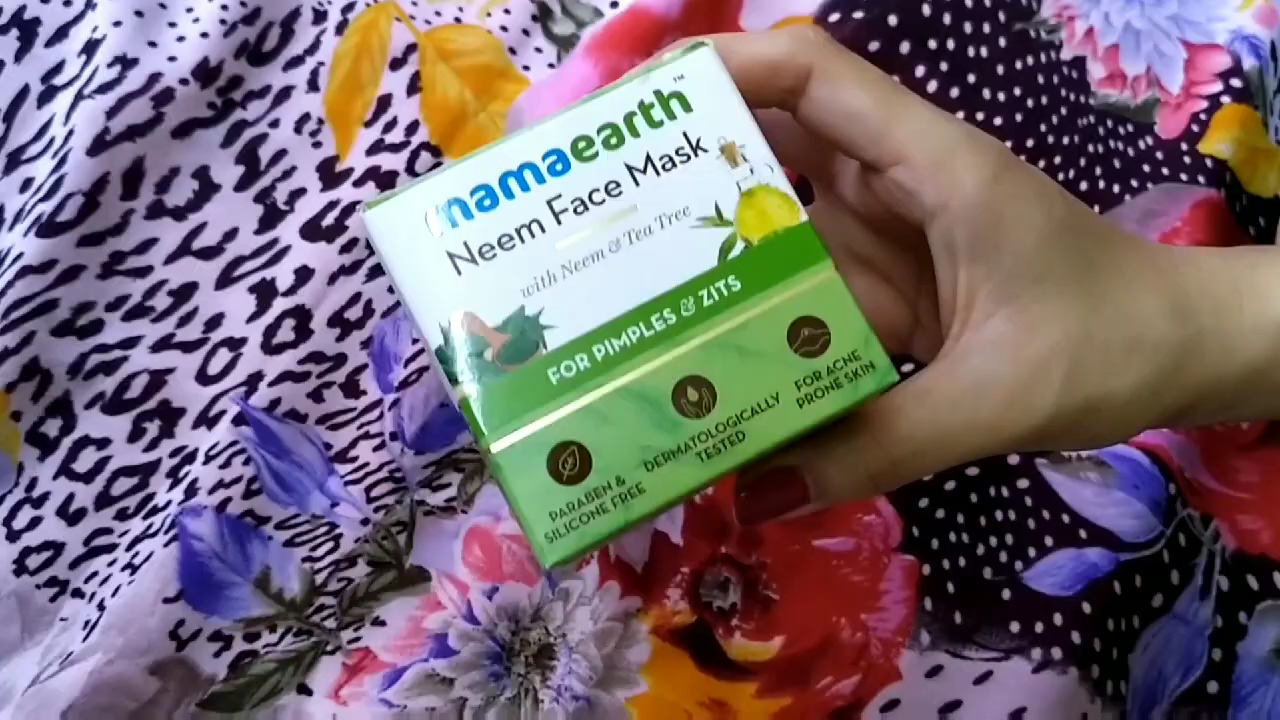 mamaearth™
Neem Face Mask
with Neem & Tea Tree
FOR PIMPLES & ZITS
PARABEN &
SILICONE FREE
DERMATOLOGICALLY
TESTED
FOR ACNE
PRONE SKIN